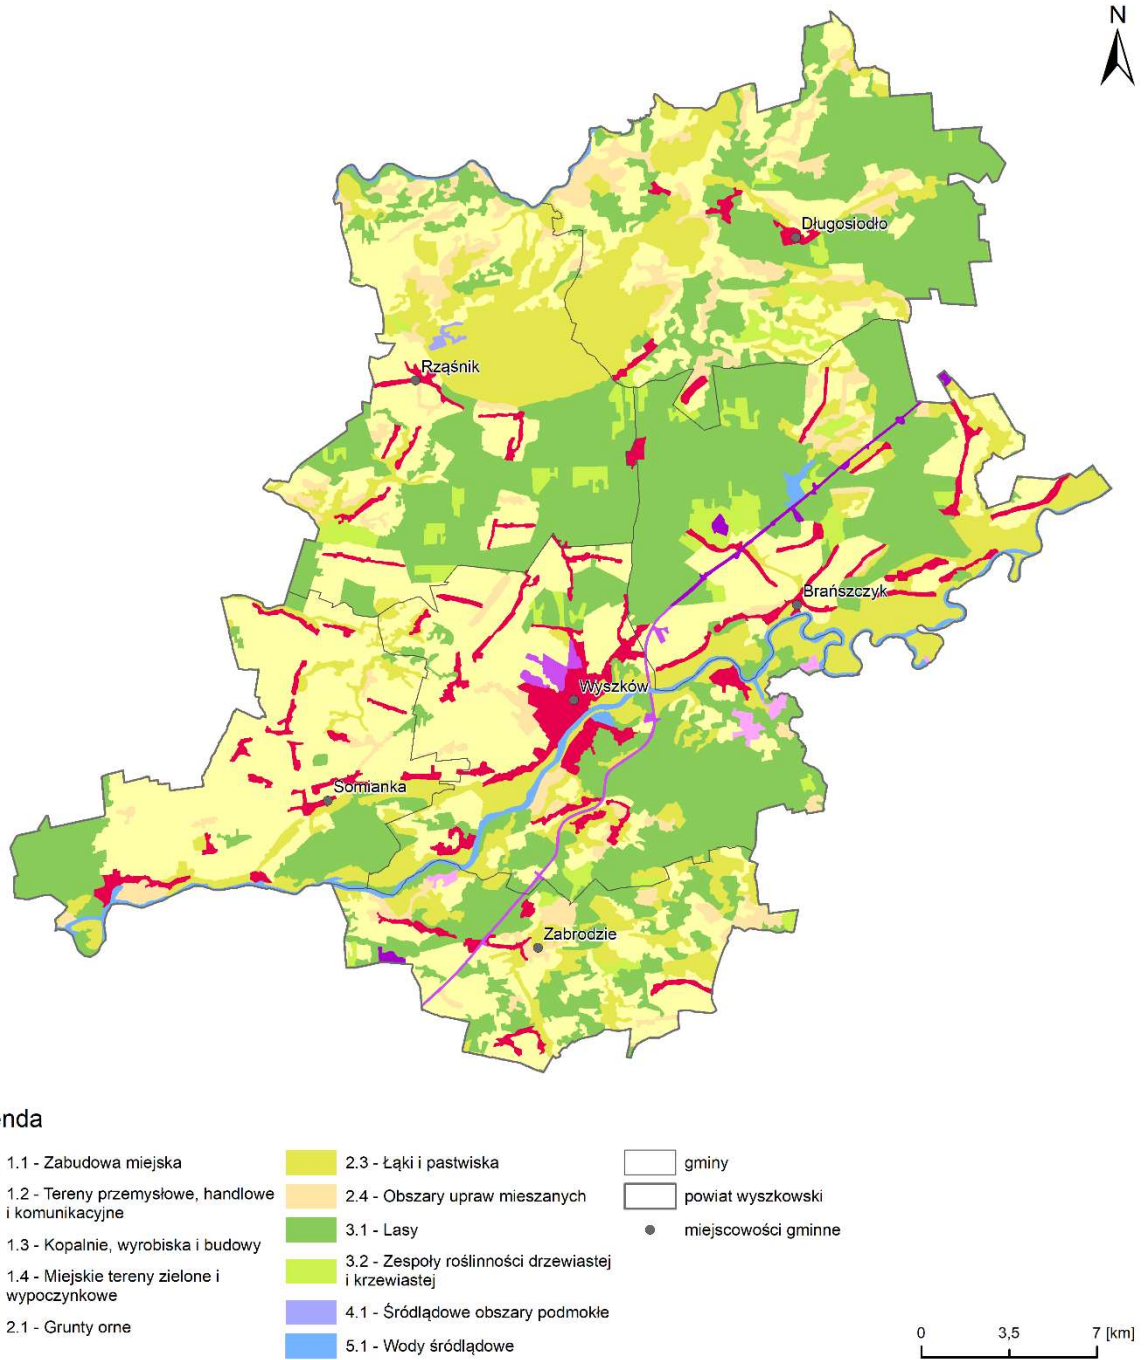 N
Długosiodło
Rząśnik
Brańszczyk
Wyszków
Somianka
Zabrodzie
enda
1.1 - Zabudowa miejska
1.2 - Tereny przemysłowe, handlowe
i komunikacyjne
1.3 - Kopalnie, wyrobiska i budowy
1.4 - Miejskie tereny zielone i
wypoczynkowe
2.1 - Grunty orne
2.3 - Łąki i pastwiska
2.4 - Obszary upraw mieszanych
3.1 - Lasy
3.2 - Zespoły roślinności drzewiastej
i krzewiastej
4.1 - Śródlądowe obszary podmokłe
5.1 - Wody śródlądowe
gminy
powiat wyszkowski
miejscowości gminne
0 3,5 7 [km]